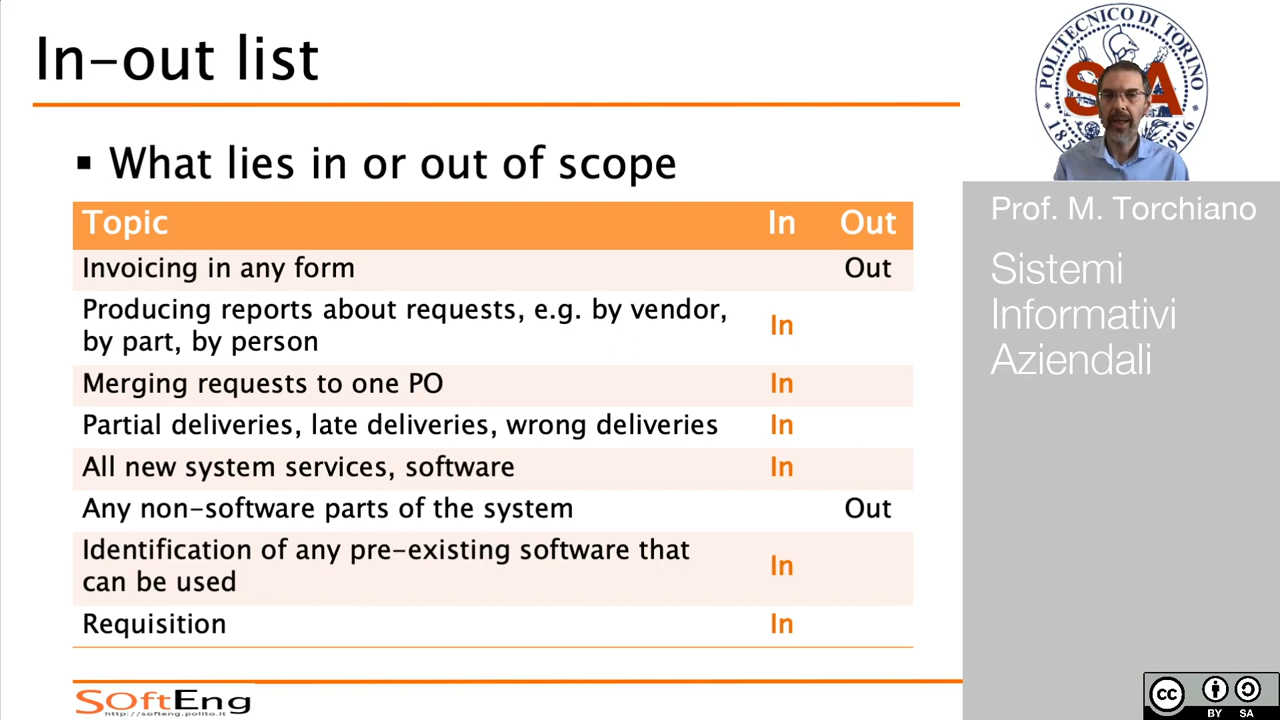 In-out list
▪ What lies in or out of scope
Topic In Out
Invoicing in any form Out
Producing reports about requests, e.g. by vendor,
by part, by person In
Merging requests to one PO In
Partial deliveries, late deliveries, wrong deliveries In
All new system services, software In
Any non-software parts of the system Out
Identification of any pre-existing software that
can be used In
Requisition In
SOftEng
http://softeng.polito.it
POLITECNICO DI TORINO
S A
Prof. M. Torchiano
Sistemi
Informativi
Aziendali
cc
BY SA